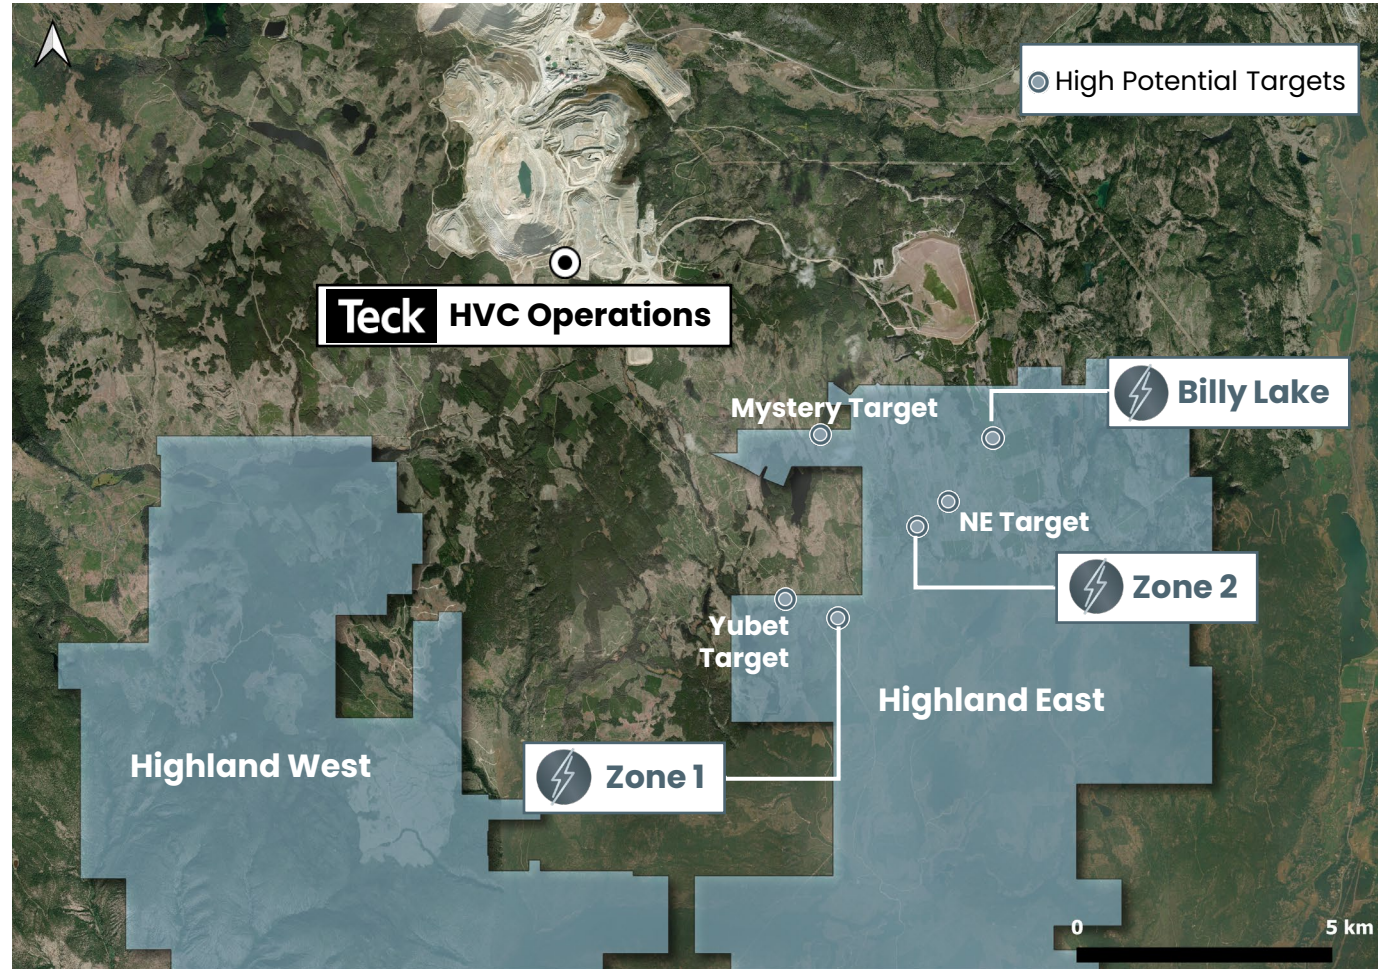 High Potential Targets
Teck HVC Operations
Billy Lake
Mystery Target
NE Target
Zone 2
Yubet
Target
Highland East
Highland West
Zone 1
0 5 km